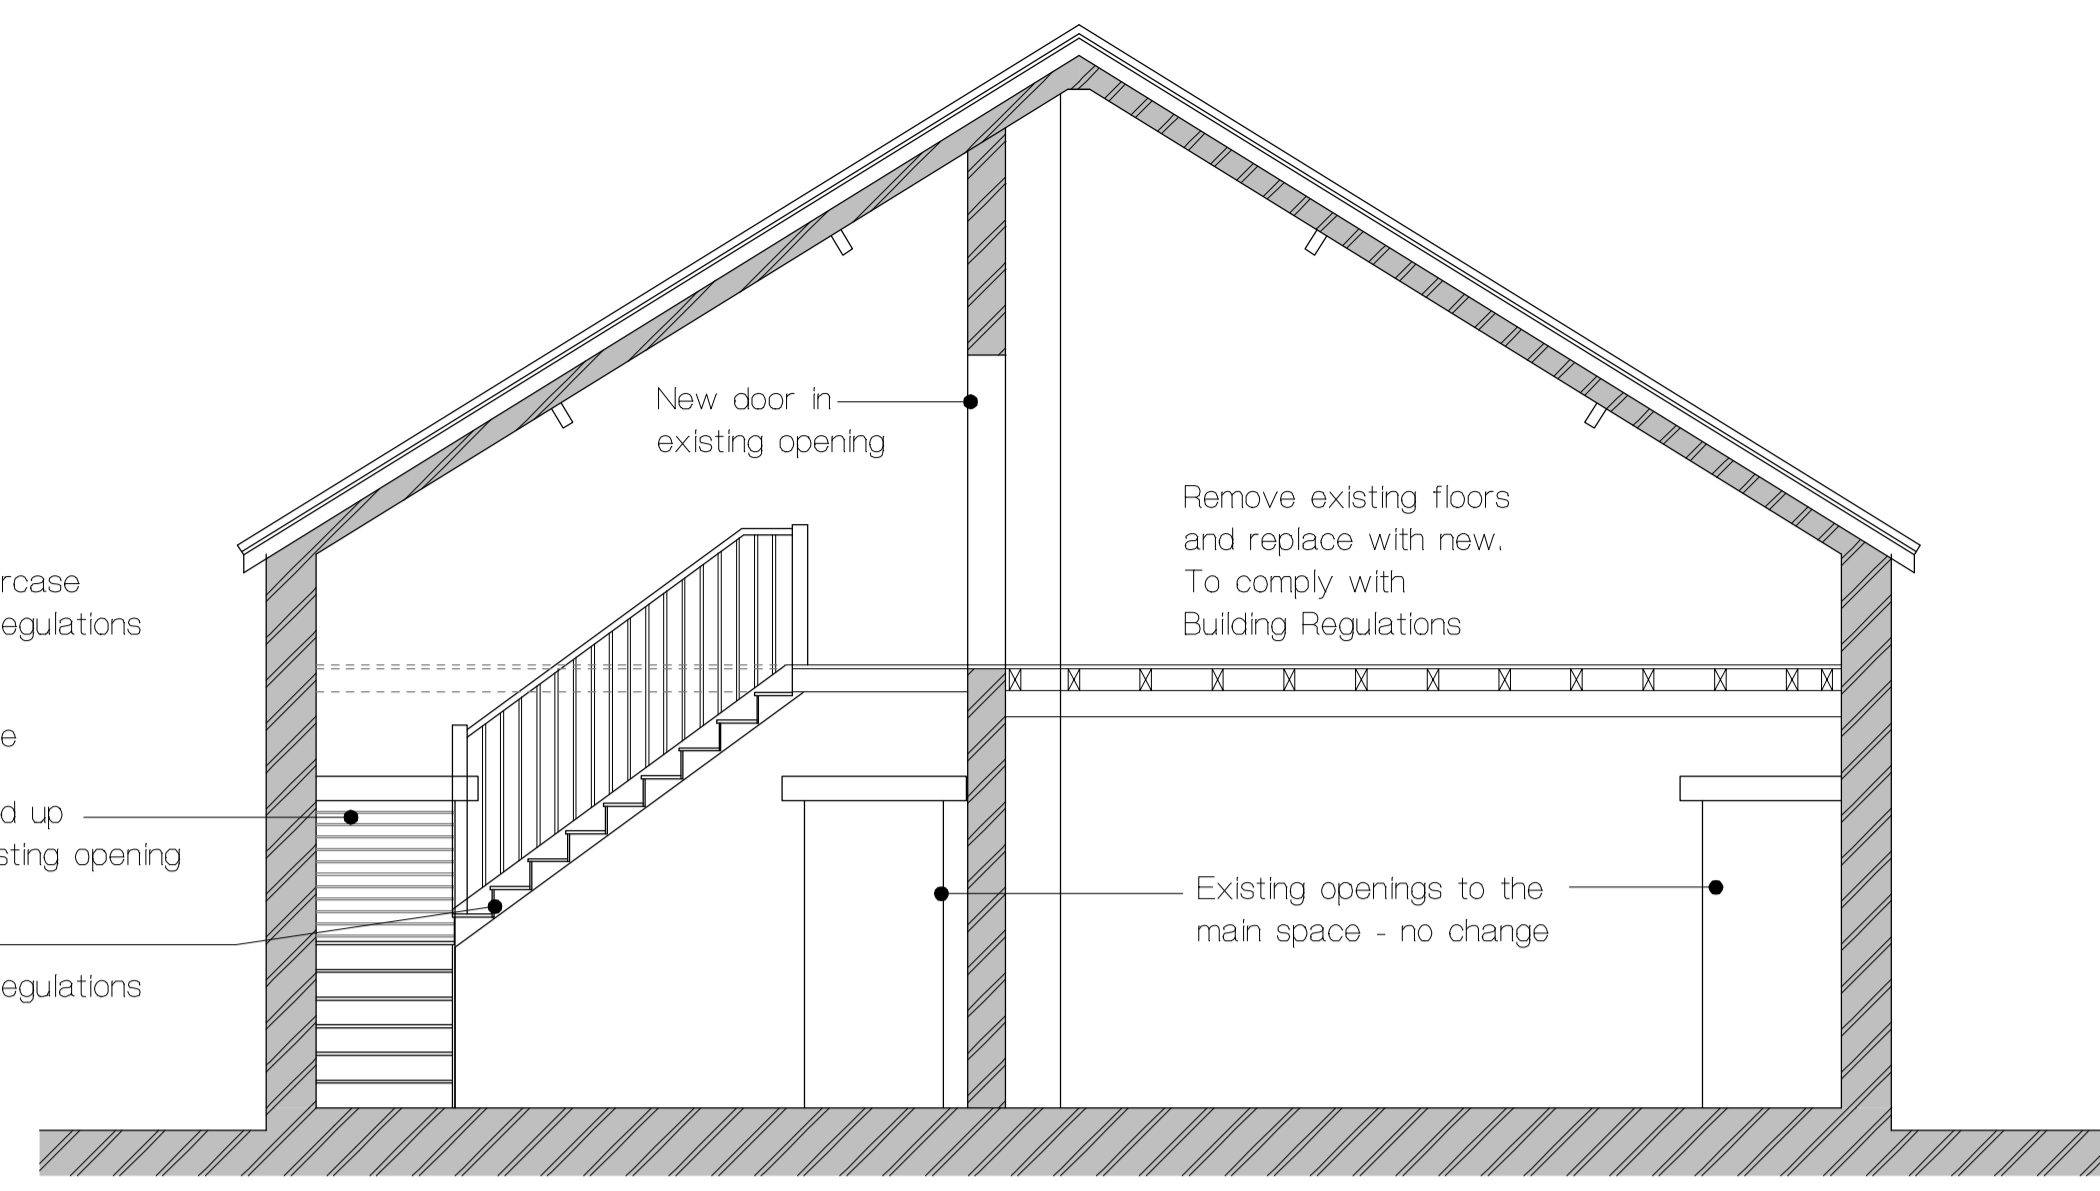 New door in
existing opening
Remove existing floors
and replace with new.
To comply with
Building Regulations
rcase
egulations
e
d up
sting opening
egulations
Existing openings to the
main space - no change